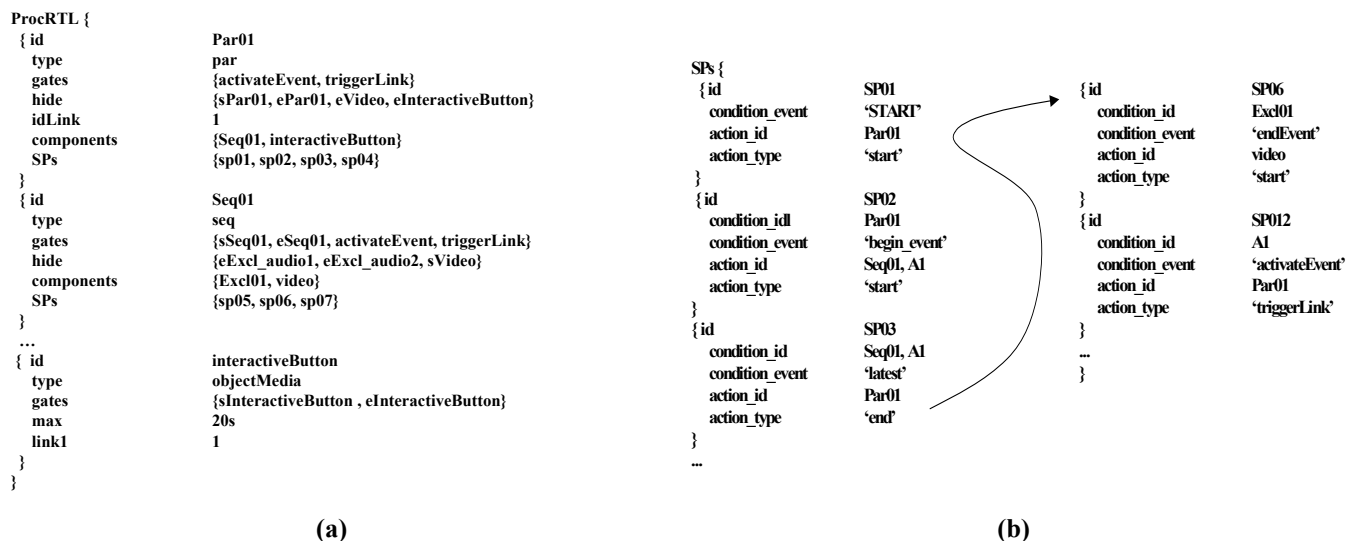 ProcRTL {
{ id Par01
type par
gates {activateEvent, triggerLink}
hide {sPar01, ePar01, eVideo, eInteractiveButton}
idLink 1
components {Seq01, interactiveButton}
SPs {sp01, sp02, sp03, sp04}
}
{ id Seq01
type seq
gates {sSeq01, eSeq01, activateEvent, triggerLink}
hide {eExcl_audio1, eExcl_audio2, sVideo}
components {Excl01, video}
SPs {sp05, sp06, sp07}
}
…
{ id interactiveButton
type objectMedia
gates {sInteractiveButton , eInteractiveButton}
max 20s
link1 1
}
}
(a)
SPs {
{ id SP01
condition_event ‘START’
action_id Par01
action_type ‘start’
}
{ id SP02
condition_idl Par01
condition_event ‘begin_event’
action_id Seq01, A1
action_type ‘start’
}
{ id SP03
condition_id Seq01, A1
condition_event ‘latest’
action_id Par01
action_type ‘end’
}
...
{ id SP06
condition_id Excl01
condition_event ‘endEvent’
action_id video
action_type ‘start’
}
{ id SP012
condition_id A1
condition_event ‘activateEvent’
action_id Par01
action_type ‘triggerLink’
}
...
}
(b)